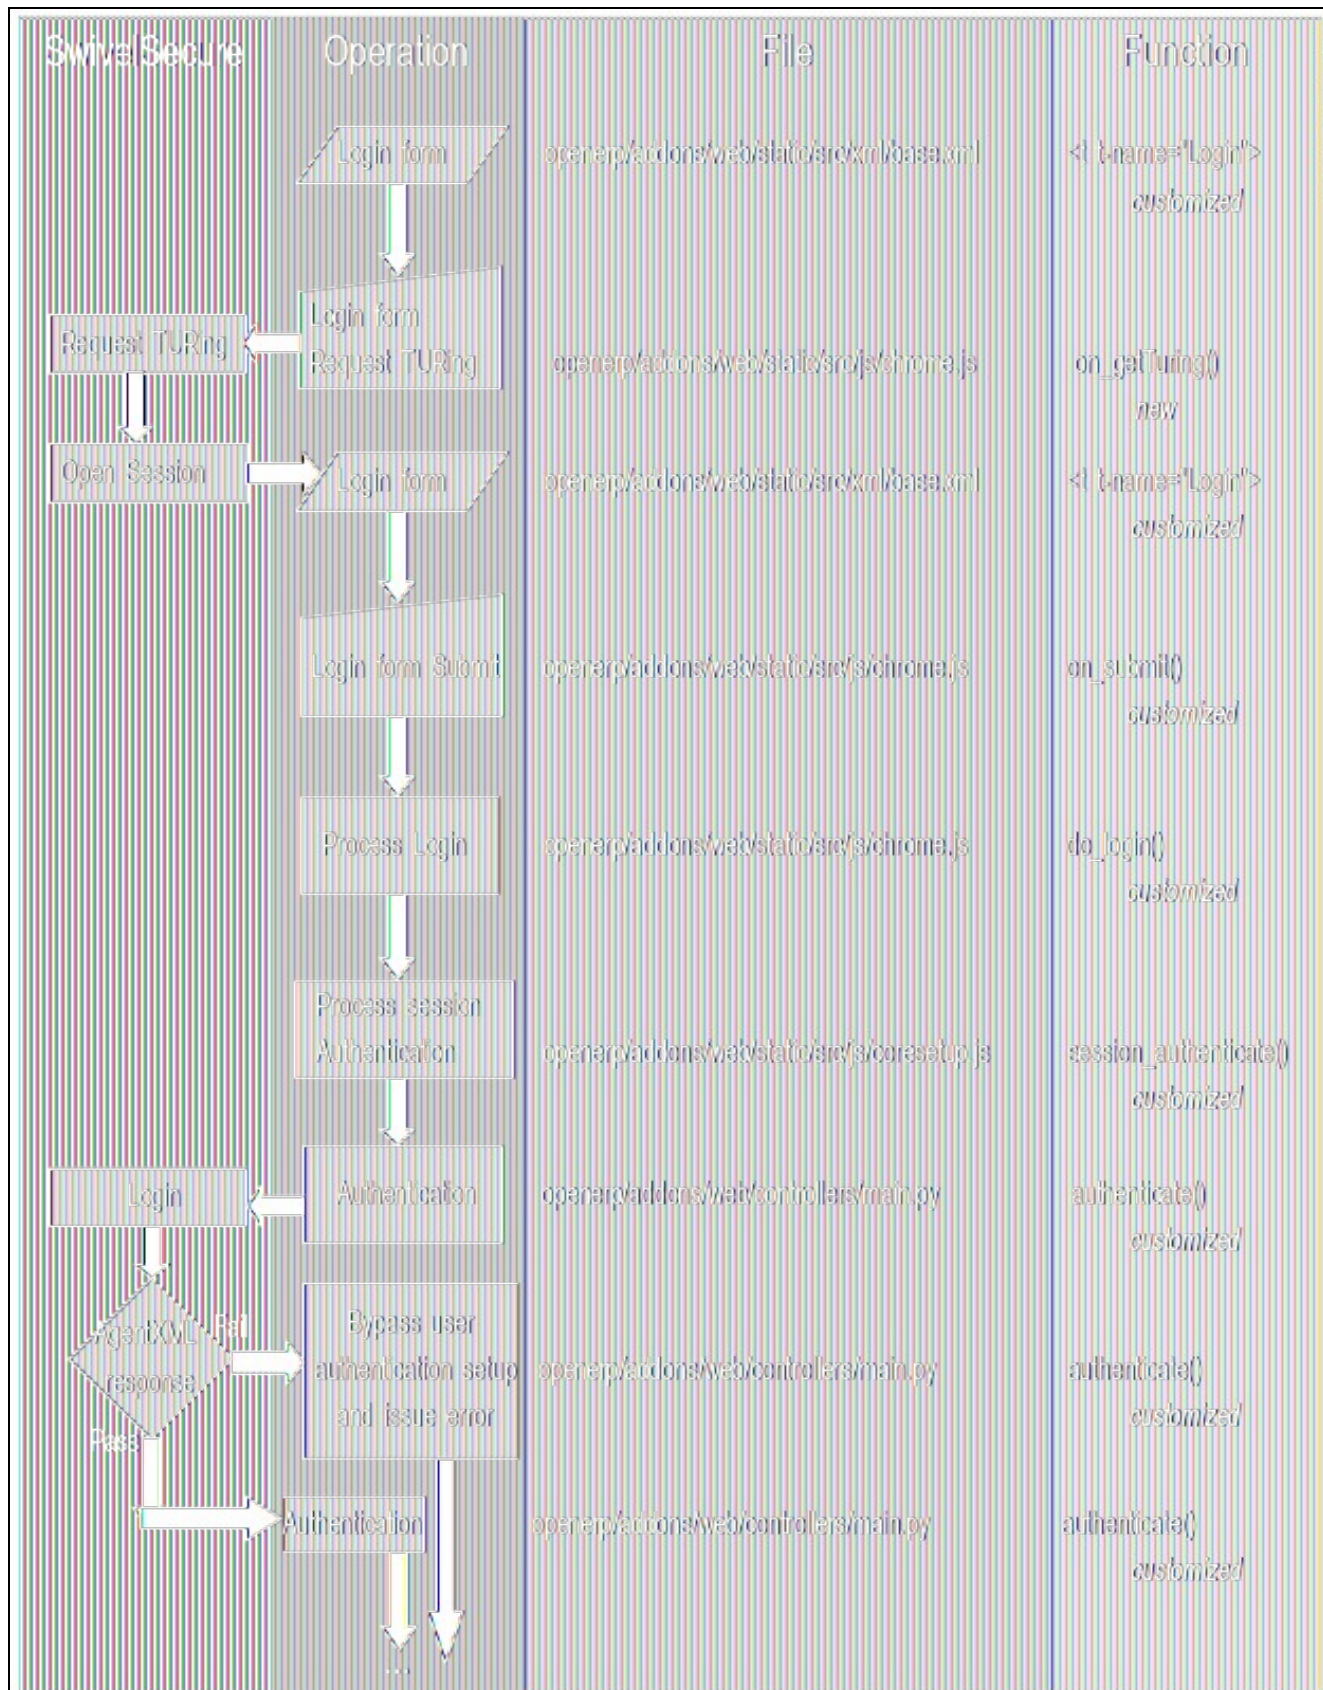 SwivelSecure Operation File Function
Login form openerp/addons/web/static/src/xml/base.xml <t t-name="Login">
customized
Login form
Request TURing
Request TURing openerp/addons/web/static/src/js/chrome.js on_getTuring()
new
Open Session Login form openerp/addons/web/static/src/xml/base.xml <t t-name="Login">
customized
Login form Submit openerp/addons/web/static/src/js/chrome.js on_submit()
customized
Process Login openerp/addons/web/static/src/js/chrome.js do_login()
customized
Process session
Authentication openerp/addons/web/static/src/js/coresetup.js session_authenticate()
customized
Login Authentication openerp/addons/web/controllers/main.py authenticate()
customized
AgentXML
response
Fail
Bypass user
authentication setup
and issue error
openerp/addons/web/controllers/main.py authenticate()
customized
Pass
Authentication openerp/addons/web/controllers/main.py authenticate()
customized
...